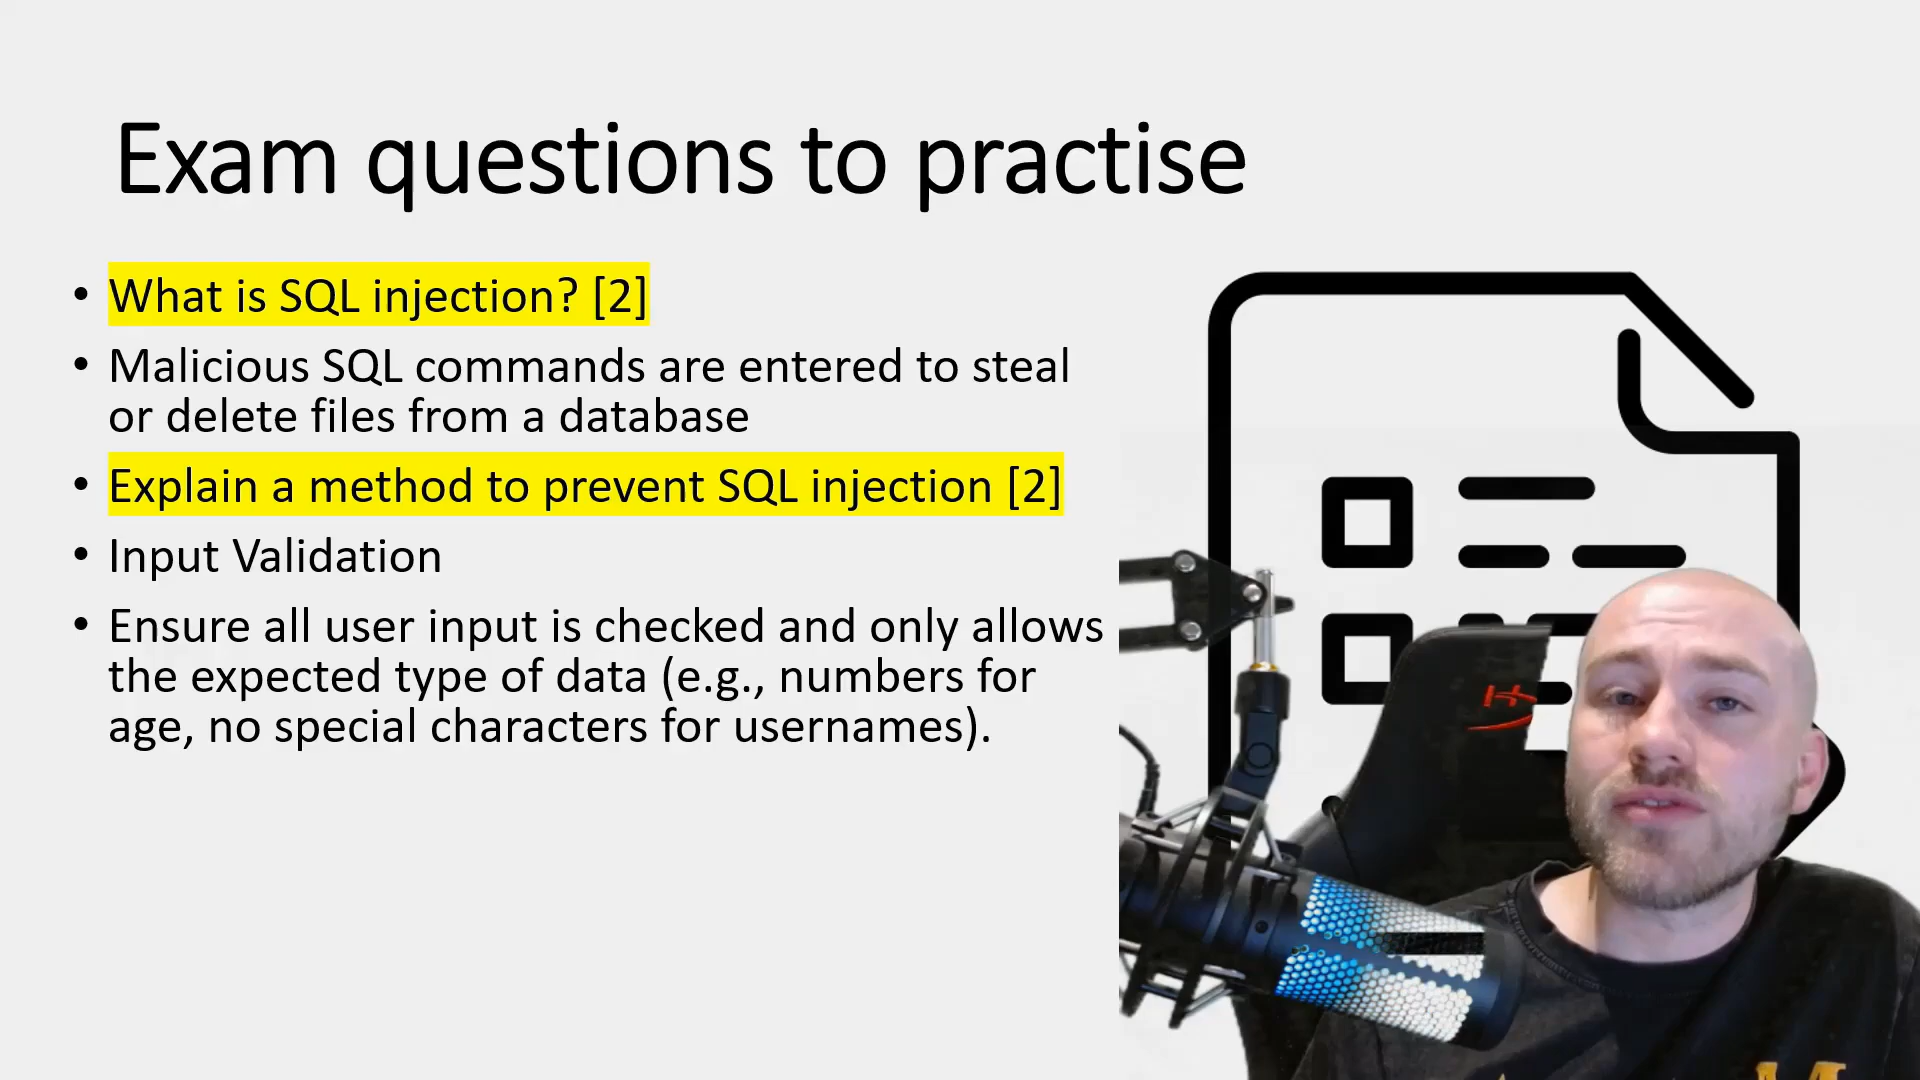 Exam questions to practise
• What is SQL injection? [2]
• Malicious SQL commands are entered to steal
or delete files from a database
• Explain a method to prevent SQL injection [2]
• Input Validation
• Ensure all user input is checked and only allows
the expected type of data (e.g., numbers for
age, no special characters for usernames).